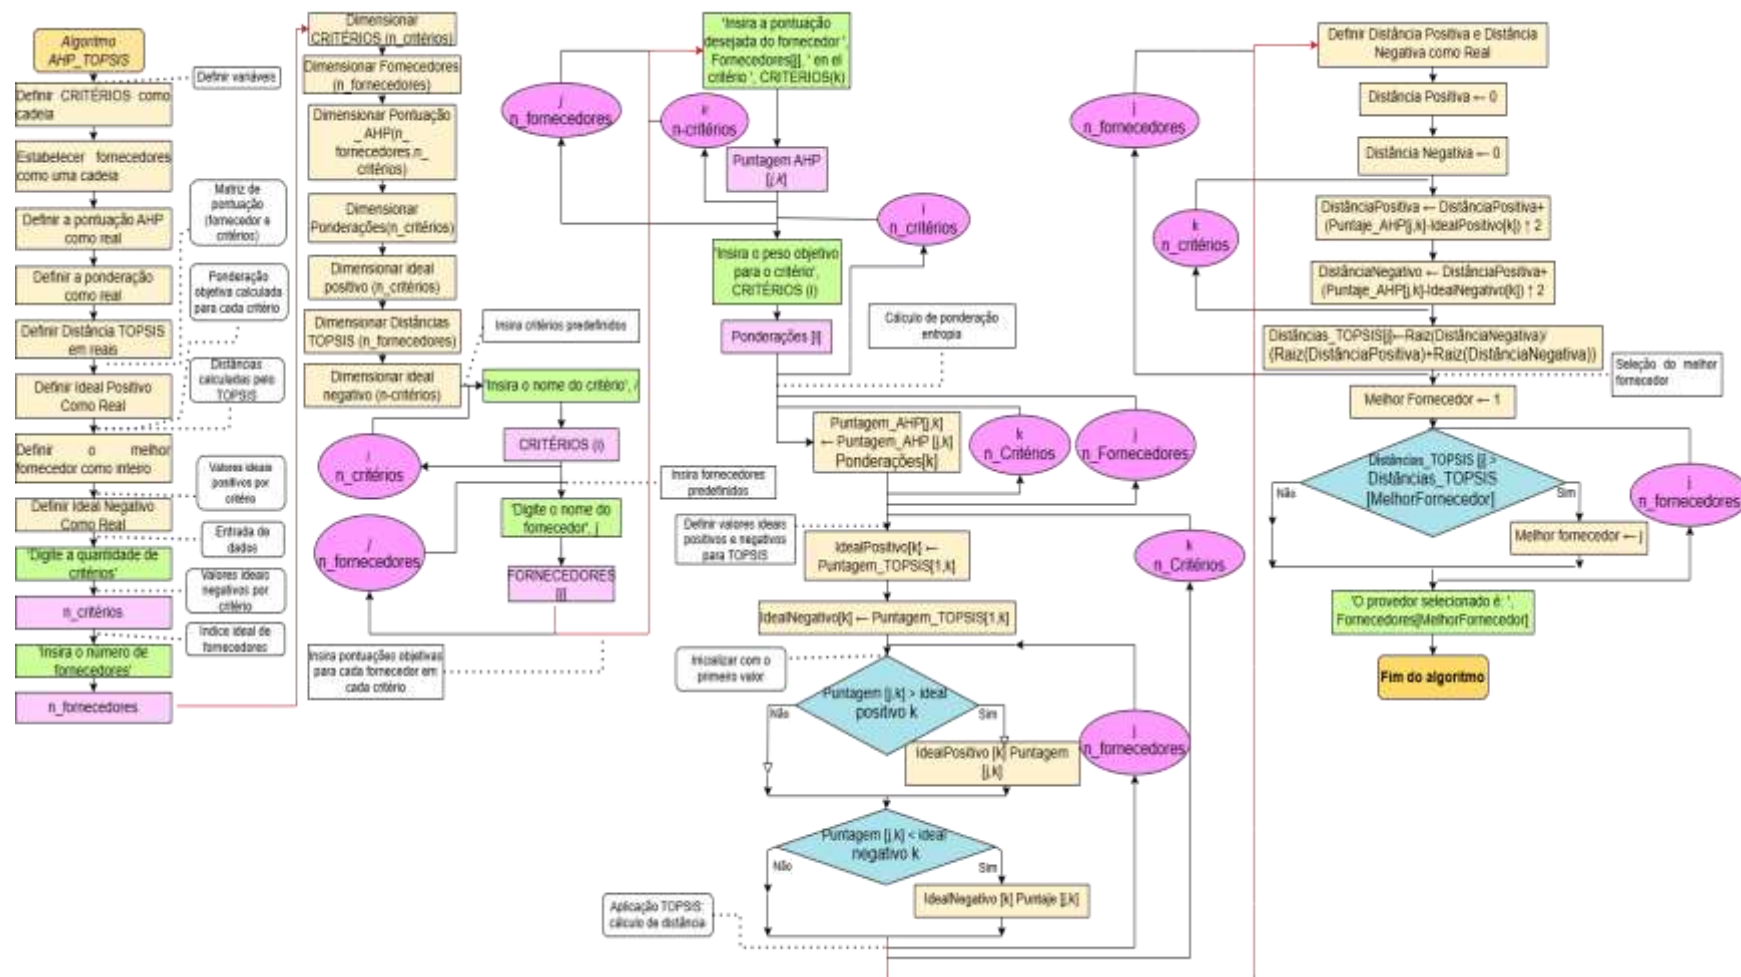 Algoritmo
AHP_TOPSIS
Definir variáveis
Definir CRITÉRIOS como
cadeia
Estabelecer fornecedores
como uma cadeia
Matriz de
pontuação
(fornecedor e
critérios)
Definir a pontuação AHP
como real
Definir a ponderação
como real
Ponderação
objetiva calculada
para cada critério
Definir Distância TOPSIS
em reais
Distâncias
calculadas pelo
TOPSIS
Definir Ideal Positivo
Como Real
Definir o melhor
fornecedor como inteiro
Valores ideais
positivos por
critério
Definir Ideal Negativo
Como Real
Entrada de
dados
'Digite a quantidade de
critérios'
Valores ideais
negativos por
critério
n_critérios
Indice ideal de
fornecedores
'Insira o número de
fornecedores'
n_fornecedores
Dimensionar
CRITÉRIOS (n_critérios)
Dimensionar Fornecedores
(n_fornecedores)
Dimensionar Pontuação
_AHP(n_
fornecedores,n_
critérios)
Dimensionar
Ponderações(n_critérios)
Dimensionar ideal
positivo (n_critérios)
Dimensionar Distâncias
TOPSIS (n_fornecedores)
Dimensionar ideal
negativo (n-critérios)
Insira critérios predefinidos
'Insira o nome do critério', i
CRITÉRIOS (i)
i
n_critérios
Insira fornecedores
predefinidos
'Digite o nome do
fornecedor', j
j
n_fornecedores
FORNECEDORES
[j]
Insira pontuações objetivas
para cada fornecedor em
cada critério
'Insira a pontuação
desejada do fornecedor ',
Fornecedores[j], ' en el
critério ', CRITERIOS(k)
j
n_fornecedores
k
n-critérios
Puntagem AHP
[j,k]
i
n_critérios
'Insira o peso objetivo
para o critério',
CRITÉRIOS (i)
Ponderações [i]
Cálculo de ponderação
entropia
Puntagem_AHP[j,k]
← Puntagem_AHP [j,k]
Ponderações[k]
k
n_Critérios
j
n_Fornecedores
Definir valores ideais
positivos e negativos
para TOPSIS
IdealPositivo[k] ←
Puntagem_TOPSIS[1,k]
k
n_Critérios
IdealNegativo[k] ← Puntagem_TOPSIS[1,k]
Inicializar com o
primeiro valor
Puntagem [j,k] > ideal
positivo k
Não
Sim
IdealPositivo [k] Puntagem
[j,k]
j
n_fornecedores
Puntagem [j,k] < ideal
negativo k
Não
Sim
IdealNegativo [k] Puntaje [j,k]
Aplicação TOPSIS:
cálculo de distância
Definir Distância Positiva e Distância
Negativa como Real
Distância Positiva ← 0
j
n_fornecedores
Distância Negativa ← 0
DistânciaPositiva ← DistânciaPositiva+
(Puntaje_AHP[j,k]-IdealPositivo[k]) ↑ 2
k
n_critérios
DistânciaNegativo ← DistânciaPositiva+
(Puntaje_AHP[j,k]-IdealNegativo[k]) ↑ 2
Distâncias_TOPSIS[j]←Raiz(DistânciaNegativa)/
(Raiz(DistânciaPositiva)+Raiz(DistânciaNegativa))
Seleção do melhor
fornecedor
Melhor Fornecedor ← 1
Distâncias_TOPSIS [j] >
Distâncias_TOPSIS
[MelhorFornecedor]
Não
Sim
j
n_fornecedores
Melhor fornecedor ← j
'O provedor selecionado é: ',
Fornecedores[MelhorFornecedor]
Fim do algoritmo